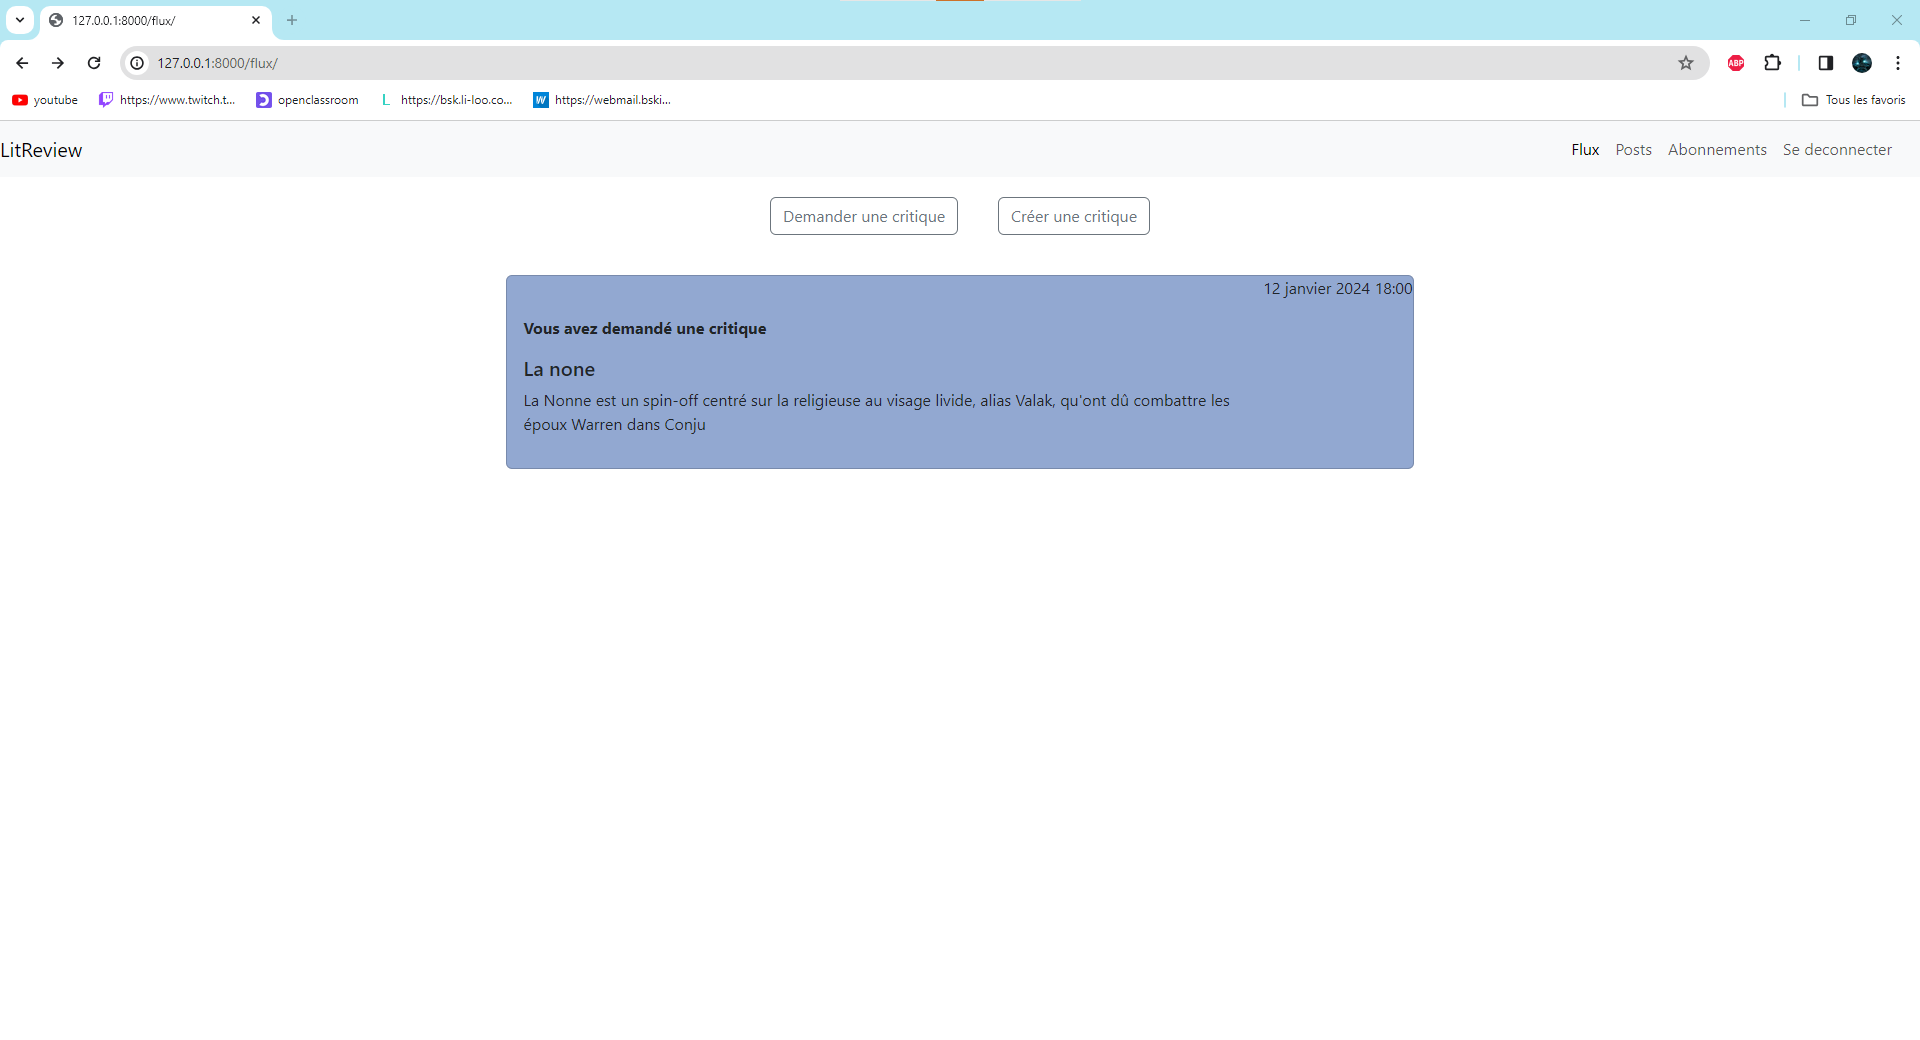 127.0.0.1:8000/flux/
127.0.0.1:8000/flux/
ABP
youtube
https://www.twitch.t...
openclassroom
L
https://bsk.li-loo.co...
W
https://webmail.bski...
Tous les favoris
LitReview
Flux
Posts
Abonnements
Se deconnecter
Demander une critique
Créer une critique
12 janvier 2024 18:00
Vous avez demandé une critique
La none
La Nonne est un spin-off centré sur la religieuse au visage livide, alias Valak, qu'ont dû combattre les
époux Warren dans Conju